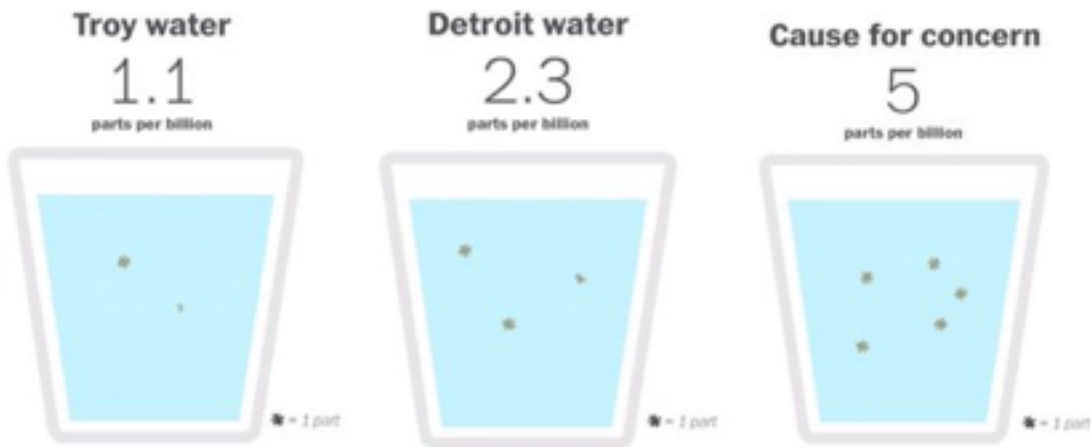 Troy water
1.1
parts per billion
= 1 part
Detroit water
2.3
parts per billion
= 1 part
Cause for concern
5
parts per billion
= 1 part